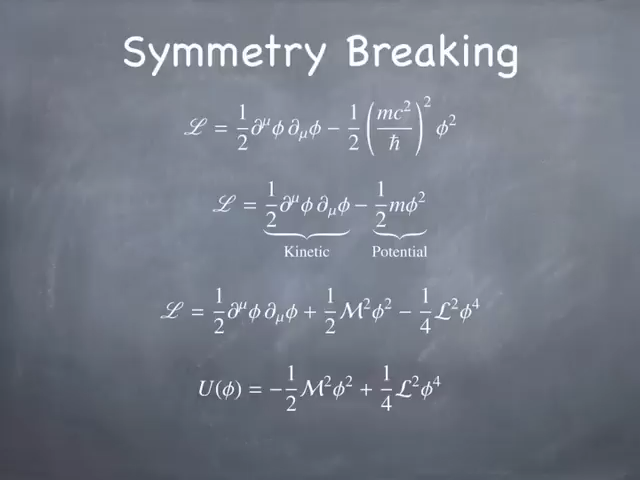 Symmetry Breaking
ℒ = 1/2 ∂^μ ϕ ∂_μ ϕ − 1/2 (mc²/ħ)² ϕ²
ℒ = 1/2 ∂^μ ϕ ∂_μ ϕ − 1/2 mϕ²
Kinetic Potential
ℒ = 1/2 ∂^μ ϕ ∂_μ ϕ + 1/2 ℳ²ϕ² − 1/4 ℒ²ϕ⁴
U(ϕ) = −1/2 ℳ²ϕ² + 1/4 ℒ²ϕ⁴